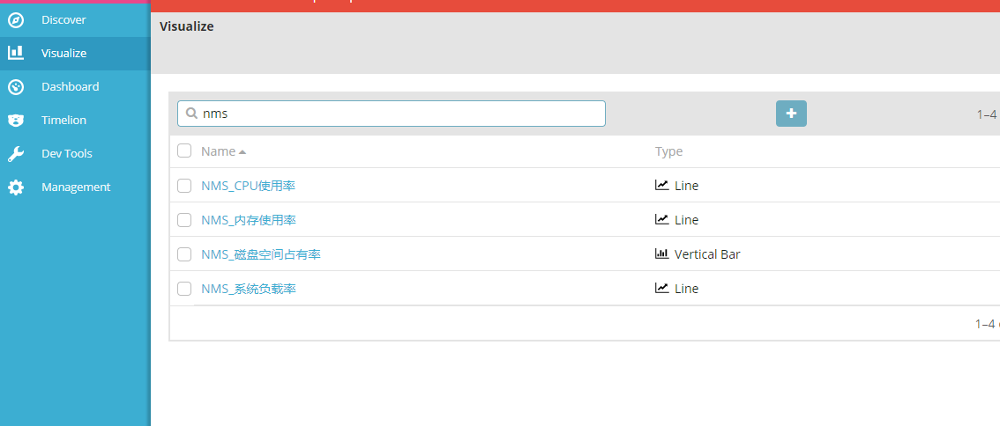 Discover
Visualize
Dashboard
Timelion
Dev Tools
Management
Visualize
nms
1–4
Name
Type
NMS_CPU使用率
Line
NMS_内存使用率
Line
NMS_磁盘空间占有率
Vertical Bar
NMS_系统负载率
Line
1–4